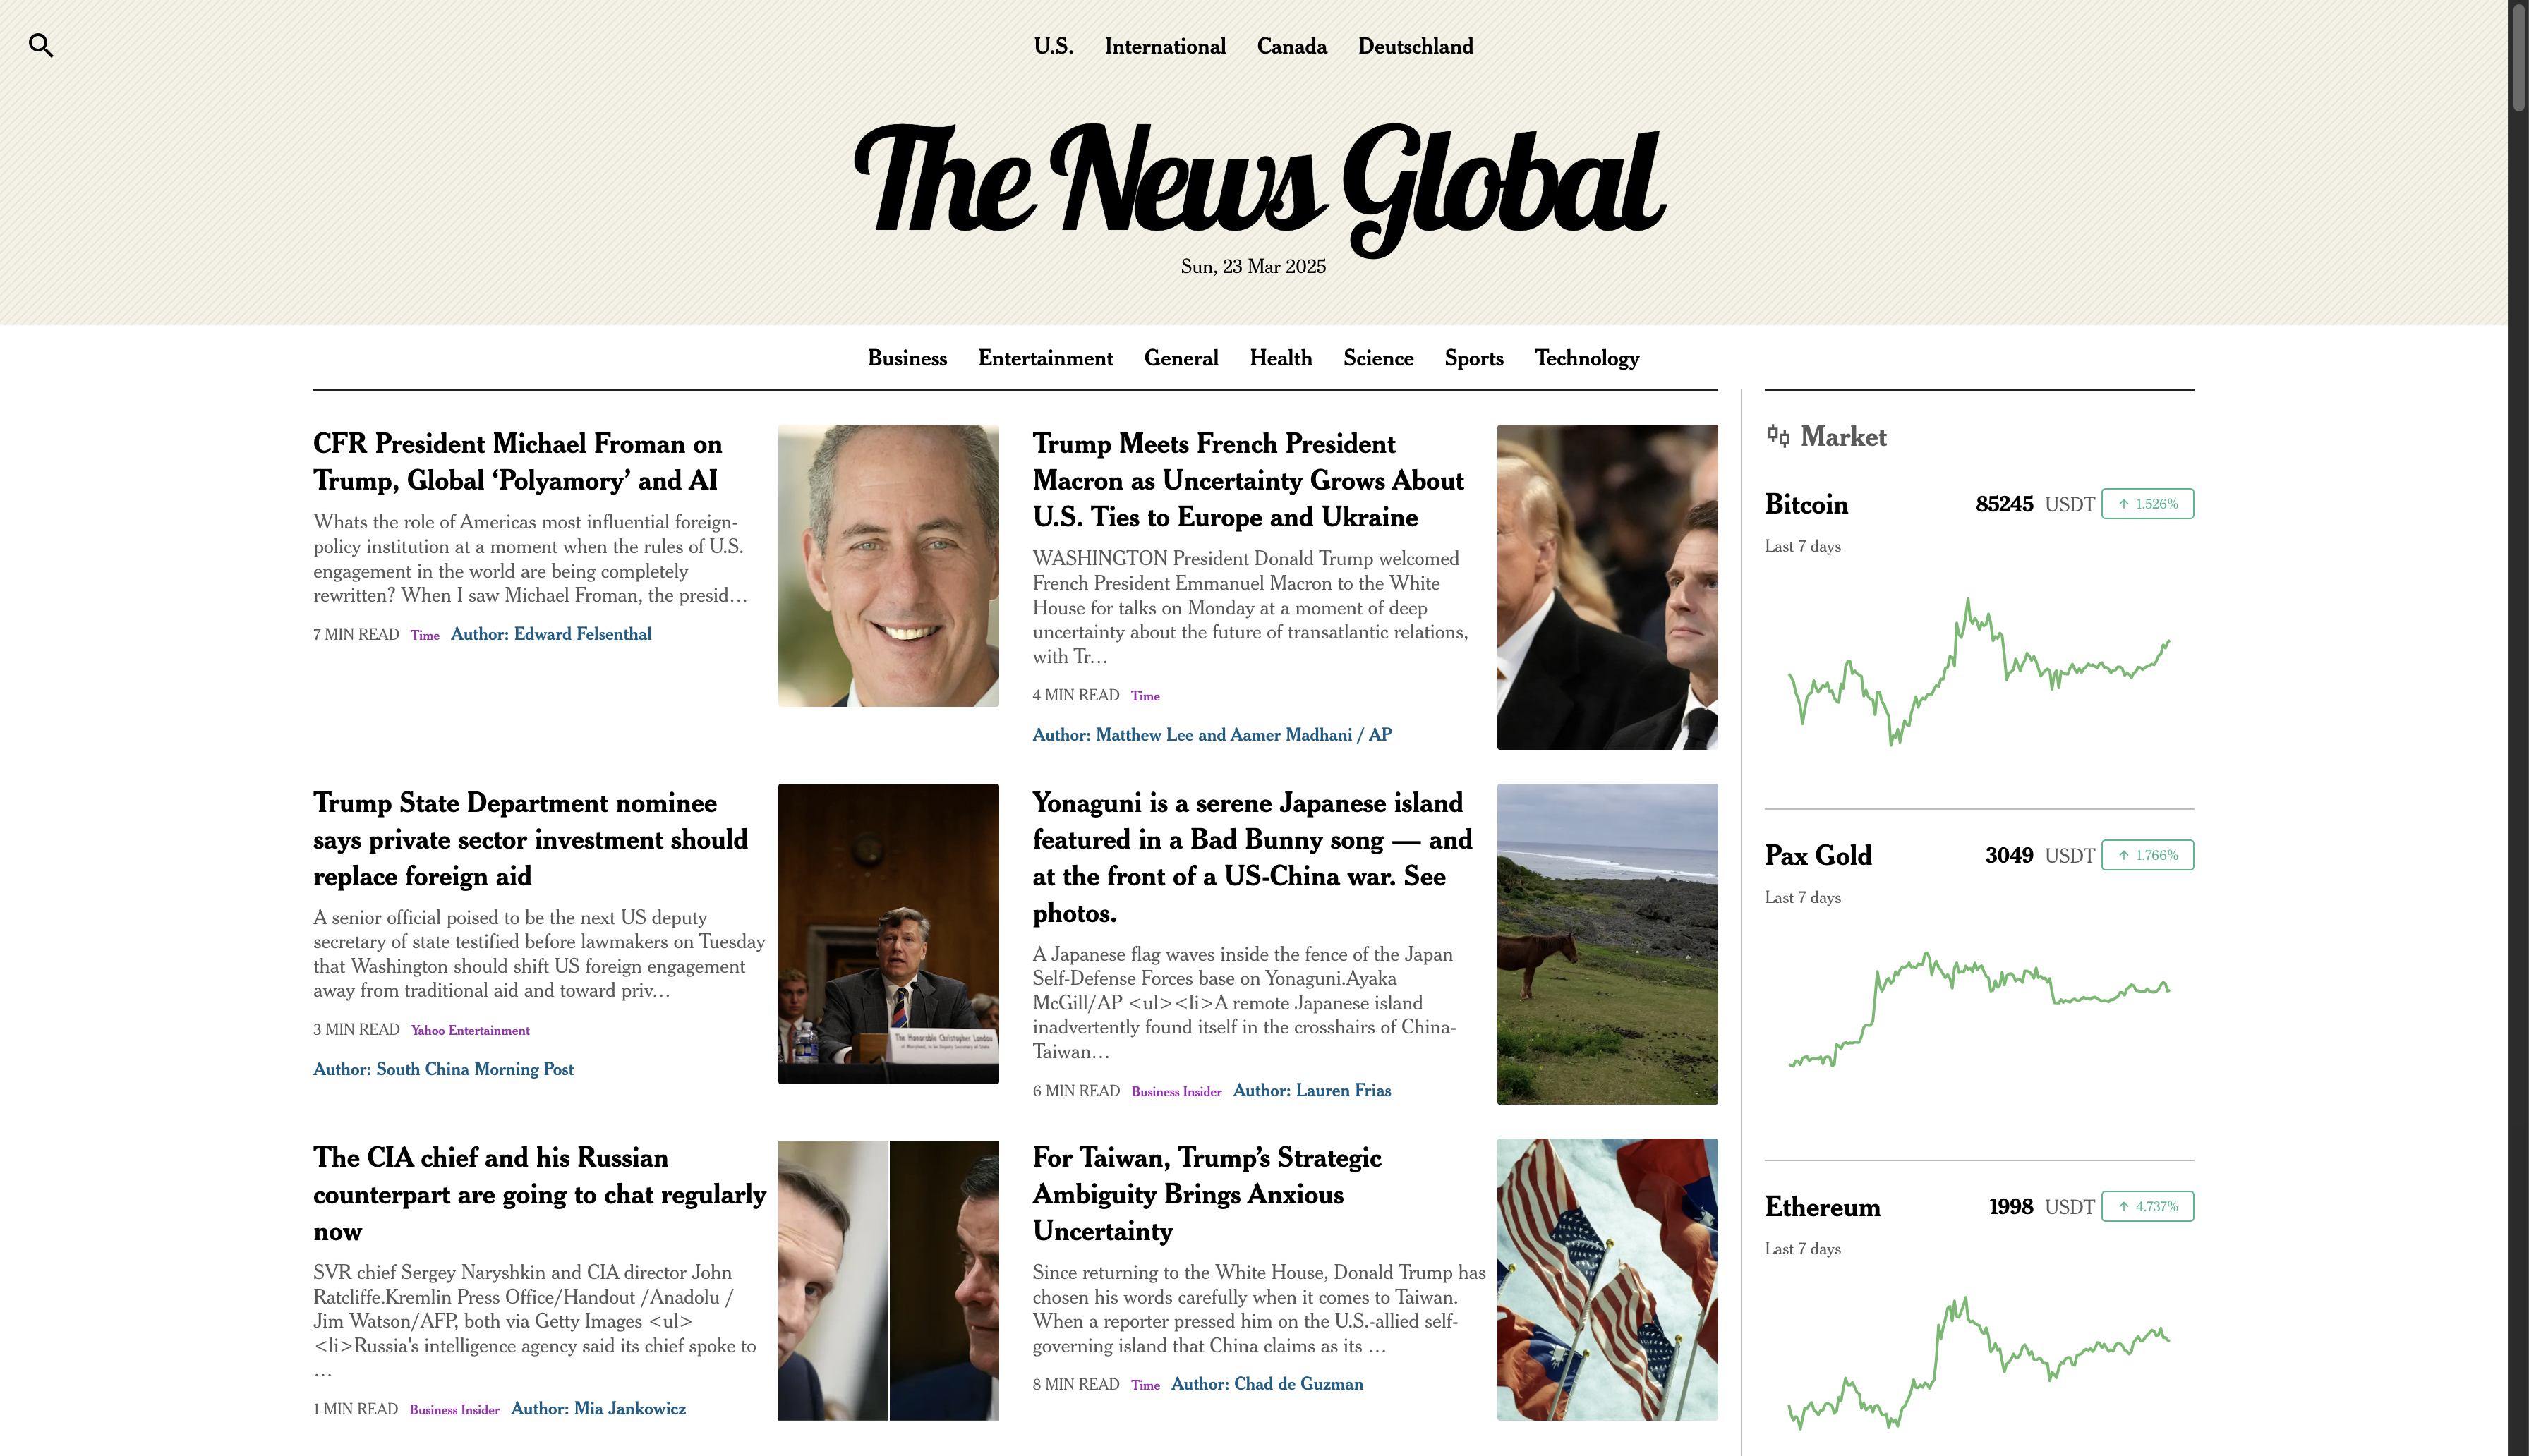 U.S. International Canada Deutschland
The News Global
Sun, 23 Mar 2025
Business Entertainment General Health Science Sports Technology
CFR President Michael Froman on
Trump, Global ‘Polyamory’ and AI
Whats the role of Americas most influential foreign-
policy institution at a moment when the rules of U.S.
engagement in the world are being completely
rewritten? When I saw Michael Froman, the presid…
7 MIN READ Time Author: Edward Felsenthal
Trump Meets French President
Macron as Uncertainty Grows About
U.S. Ties to Europe and Ukraine
WASHINGTON President Donald Trump welcomed
French President Emmanuel Macron to the White
House for talks on Monday at a moment of deep
uncertainty about the future of transatlantic relations,
with Tr…
4 MIN READ Time
Author: Matthew Lee and Aamer Madhani / AP
Trump State Department nominee
says private sector investment should
replace foreign aid
A senior official poised to be the next US deputy
secretary of state testified before lawmakers on Tuesday
that Washington should shift US foreign engagement
away from traditional aid and toward priv…
3 MIN READ Yahoo Entertainment
Author: South China Morning Post
The Honorable Christopher Landau
of Maryland, to be Deputy Secretary of State
Yonaguni is a serene Japanese island
featured in a Bad Bunny song — and
at the front of a US-China war. See
photos.
A Japanese flag waves inside the fence of the Japan
Self-Defense Forces base on Yonaguni.Ayaka
McGill/AP <ul><li>A remote Japanese island
inadvertently found itself in the crosshairs of China-
Taiwan…
6 MIN READ Business Insider Author: Lauren Frias
The CIA chief and his Russian
counterpart are going to chat regularly
now
SVR chief Sergey Naryshkin and CIA director John
Ratcliffe.Kremlin Press Office/Handout /Anadolu /
Jim Watson/AFP, both via Getty Images <ul>
<li>Russia's intelligence agency said its chief spoke to
…
1 MIN READ Business Insider Author: Mia Jankowicz
For Taiwan, Trump’s Strategic
Ambiguity Brings Anxious
Uncertainty
Since returning to the White House, Donald Trump has
chosen his words carefully when it comes to Taiwan.
When a reporter pressed him on the U.S.-allied self-
governing island that China claims as its …
8 MIN READ Time Author: Chad de Guzman
Market
Bitcoin 85245 USDT ↑ 1.526%
Last 7 days
Pax Gold 3049 USDT ↑ 1.766%
Last 7 days
Ethereum 1998 USDT ↑ 4.737%
Last 7 days